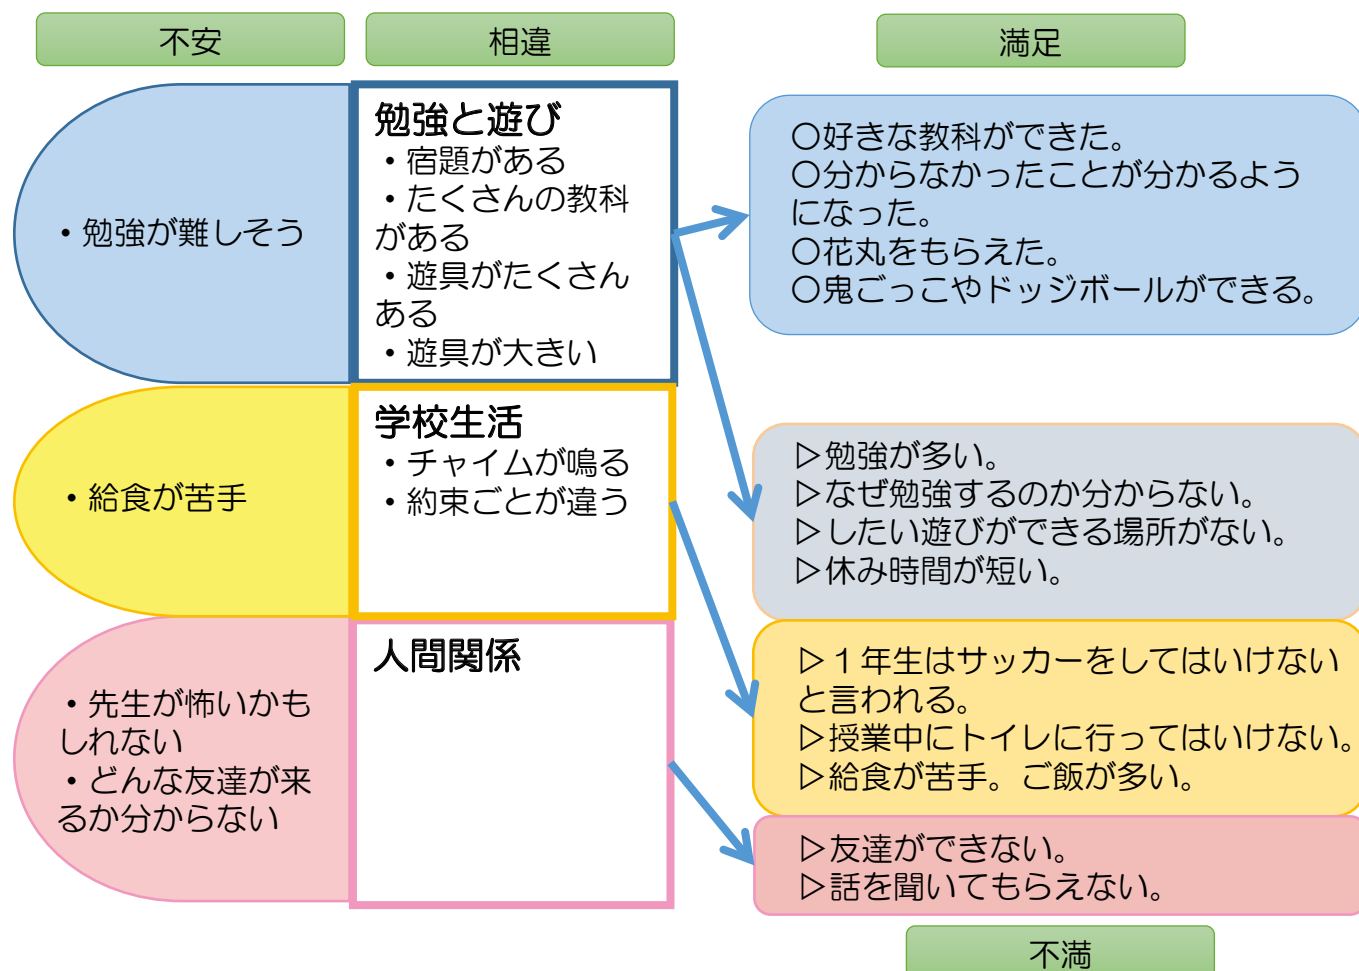 不安
相違
満足
・勉強が難しそう
勉強と遊び
・宿題がある
・たくさんの教科
がある
・遊具がたくさん
ある
・遊具が大きい
〇好きな教科ができた。
〇分からなかったことが分かるよう
になった。
〇花丸をもらえた。
〇鬼ごっこやドッジボールができる。
▷勉強が多い。
▷なぜ勉強するのか分からない。
▷したい遊びができる場所がない。
▷休み時間が短い。
・給食が苦手
学校生活
・チャイムが鳴る
・約束ごとが違う
▷１年生はサッカーをしてはいけない
と言われる。
▷授業中にトイレに行ってはいけない。
▷給食が苦手。ご飯が多い。
・先生が怖いかも
しれない
・どんな友達が来
るか分からない
人間関係
▷友達ができない。
▷話を聞いてもらえない。
不満